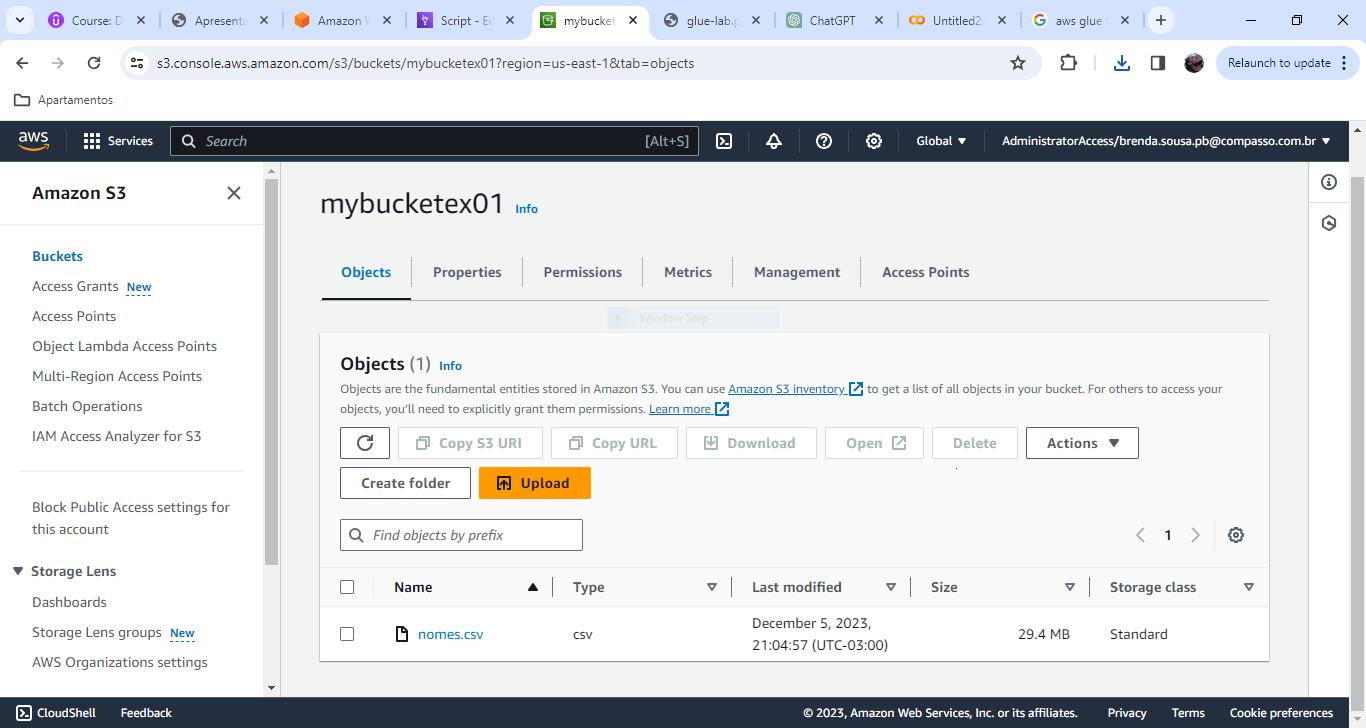 Course: D
Apresenta
Amazon W
Script - Ed
mybucket
glue-lab.p
ChatGPT
Untitled2.
aws glue
s3.console.aws.amazon.com/s3/buckets/mybucketex01?region=us-east-1&tab=objects
Relaunch to update
Apartamentos
aws
Services
Search
[Alt+S]
Global
AdministratorAccess/brenda.sousa.pb@compasso.com.br
Amazon S3
Buckets
Access Grants New
Access Points
Object Lambda Access Points
Multi-Region Access Points
Batch Operations
IAM Access Analyzer for S3
Block Public Access settings for
this account
Storage Lens
Dashboards
Storage Lens groups New
AWS Organizations settings
mybucketex01 Info
Objects
Properties
Permissions
Metrics
Management
Access Points
Window Snip
Objects (1) Info
Objects are the fundamental entities stored in Amazon S3. You can use Amazon S3 inventory to get a list of all objects in your bucket. For others to access your
objects, you'll need to explicitly grant them permissions. Learn more
Copy S3 URI
Copy URL
Download
Open
Delete
Actions
Create folder
Upload
Find objects by prefix
1
Name
Type
Last modified
Size
Storage class
nomes.csv
csv
December 5, 2023,
21:04:57 (UTC-03:00)
29.4 MB
Standard
CloudShell
Feedback
© 2023, Amazon Web Services, Inc. or its affiliates.
Privacy
Terms
Cookie preferences